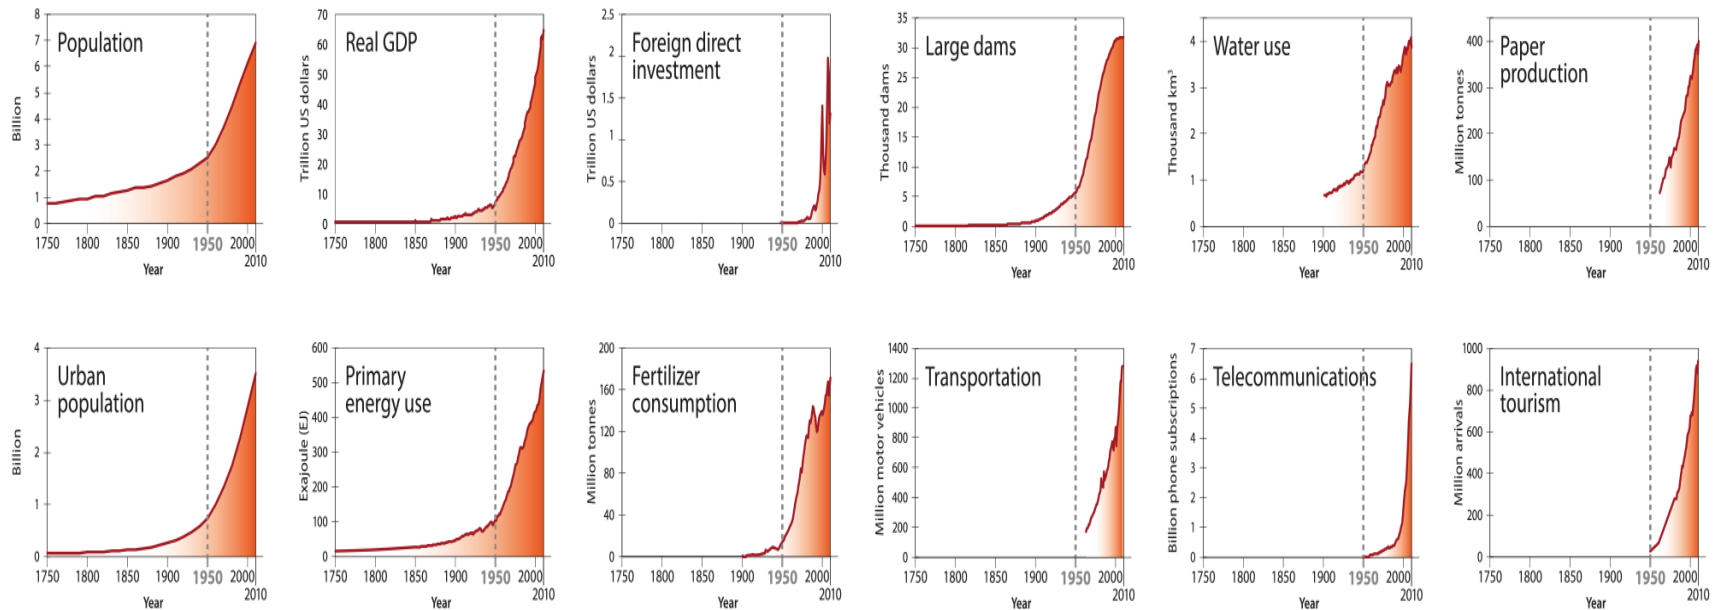 8
7
6
5
4
3
2
1
0
Billion
Population
1750 1800 1850 1900 1950 2000
2010
Year
70
60
50
40
30
20
10
0
Trillion US dollars
Real GDP
1750 1800 1850 1900 1950 2000
2010
Year
2.5
2
1.5
1
0.5
0
Trillion US dollars
Foreign direct
investment
1750 1800 1850 1900 1950 2000
2010
Year
35
30
25
20
15
10
5
0
Thousand dams
Large dams
1750 1800 1850 1900 1950 2000
2010
Year
4
3
2
1
0
Thousand km³
Water use
1750 1800 1850 1900 1950 2000
2010
Year
400
300
200
100
0
Million tonnes
Paper
production
1750 1800 1850 1900 1950 2000
2010
Year
4
3
2
1
0
Billion
Urban
population
1750 1800 1850 1900 1950 2000
2010
Year
600
500
400
300
200
100
0
Exajoule (EJ)
Primary
energy use
1750 1800 1850 1900 1950 2000
2010
Year
200
160
120
80
40
0
Million tonnes
Fertilizer
consumption
1750 1800 1850 1900 1950 2000
2010
Year
1400
1200
1000
800
600
400
200
0
Million motor vehicles
Transportation
1750 1800 1850 1900 1950 2000
2010
Year
7
6
5
4
3
2
1
0
Billion phone subscriptions
Telecommunications
1750 1800 1850 1900 1950 2000
2010
Year
1000
800
600
400
200
0
Million arrivals
International
tourism
1750 1800 1850 1900 1950 2000
2010
Year